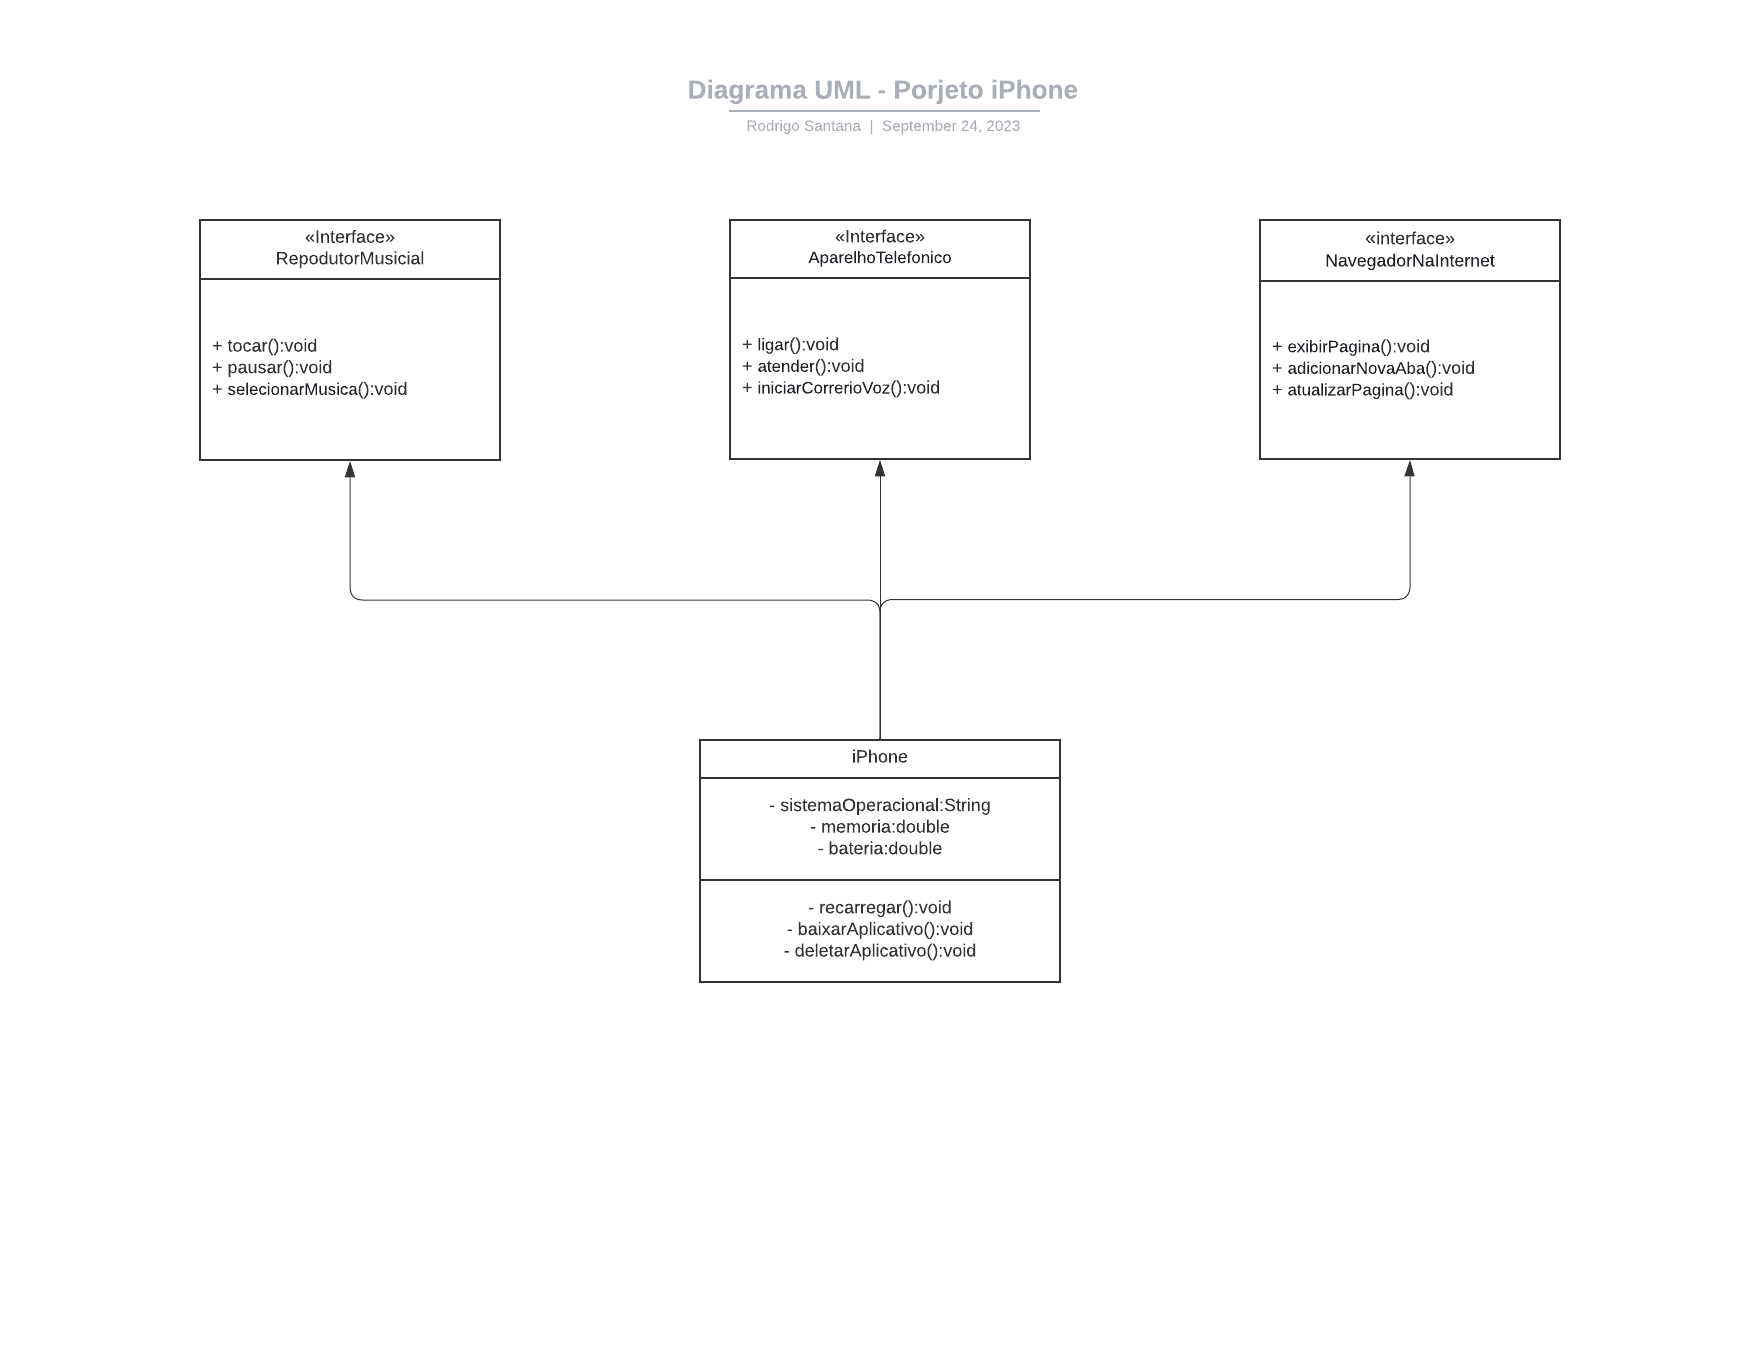 Diagrama UML - Porjeto iPhone
Rodrigo Santana | September 24, 2023
«Interface»
RepodutorMusicial
+ tocar():void
+ pausar():void
+ selecionarMusica():void
«Interface»
AparelhoTelefonico
+ ligar():void
+ atender():void
+ iniciarCorrerioVoz():void
«interface»
NavegadorNaInternet
+ exibirPagina():void
+ adicionarNovaAba():void
+ atualizarPagina():void
iPhone
- sistemaOperacional:String
- memoria:double
- bateria:double
- recarregar():void
- baixarAplicativo():void
- deletarAplicativo():void